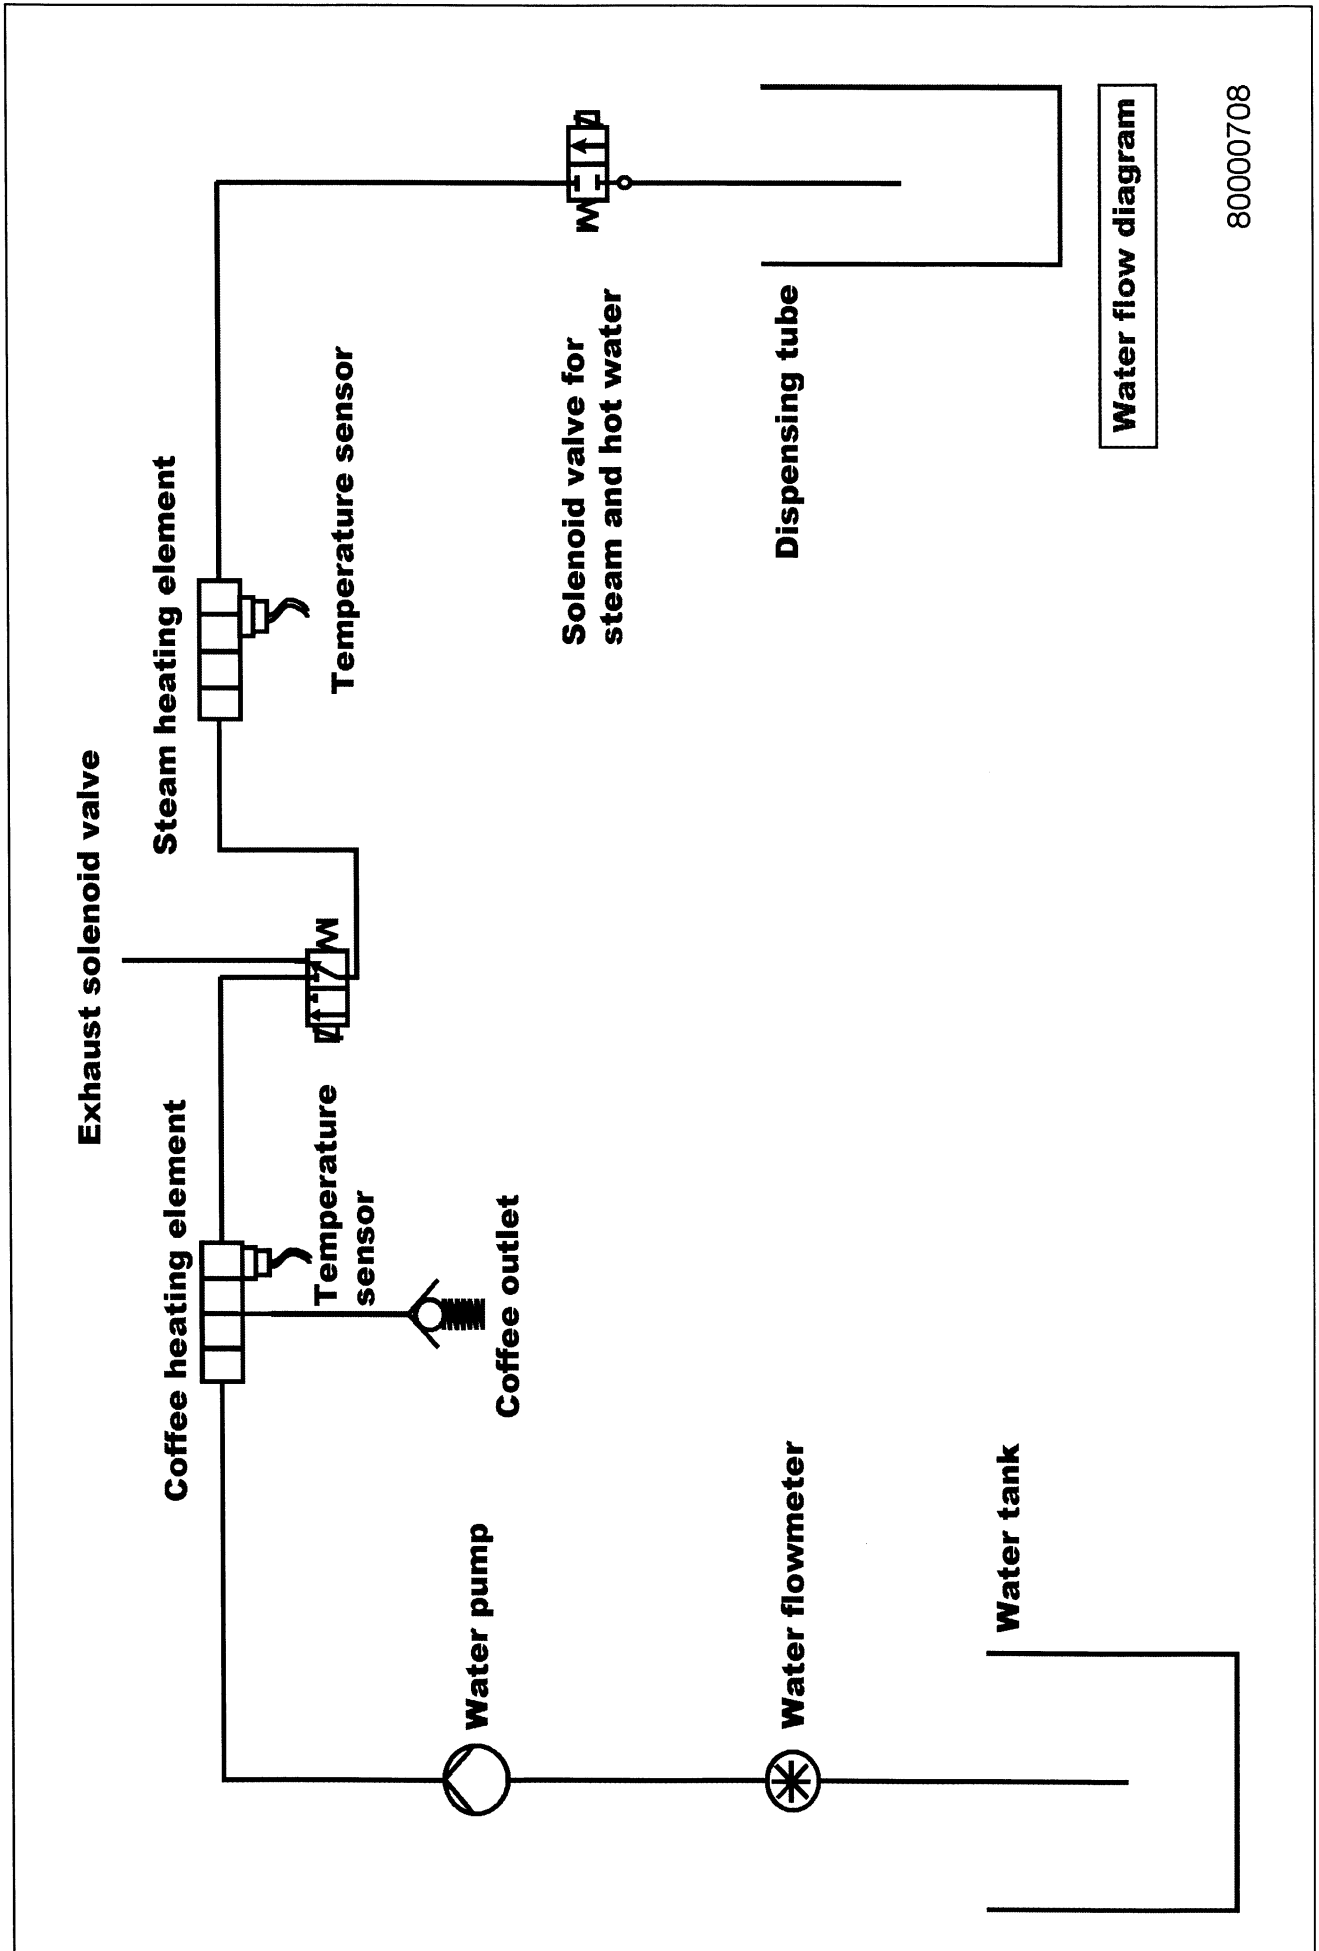 Exhaust solenoid valve
Coffee heating element
Steam heating element
Temperature
sensor
Temperature sensor
Coffee outlet
Water pump
Solenoid valve for
steam and hot water
Water flowmeter
Dispensing tube
Water tank
Water flow diagram
80000708